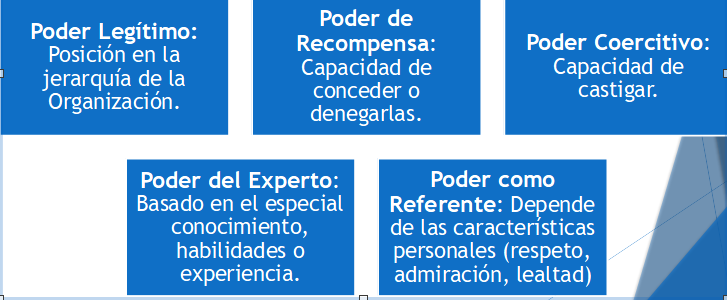 Poder Legítimo:
Posición en la
jerarquía de la
Organización.
Poder de
Recompensa:
Capacidad de
conceder o
denegarlas.
Poder Coercitivo:
Capacidad de
castigar.
Poder del Experto:
Basado en el especial
conocimiento,
habilidades o
experiencia.
Poder como
Referente: Depende
de las características
personales (respeto,
admiración, lealtad)